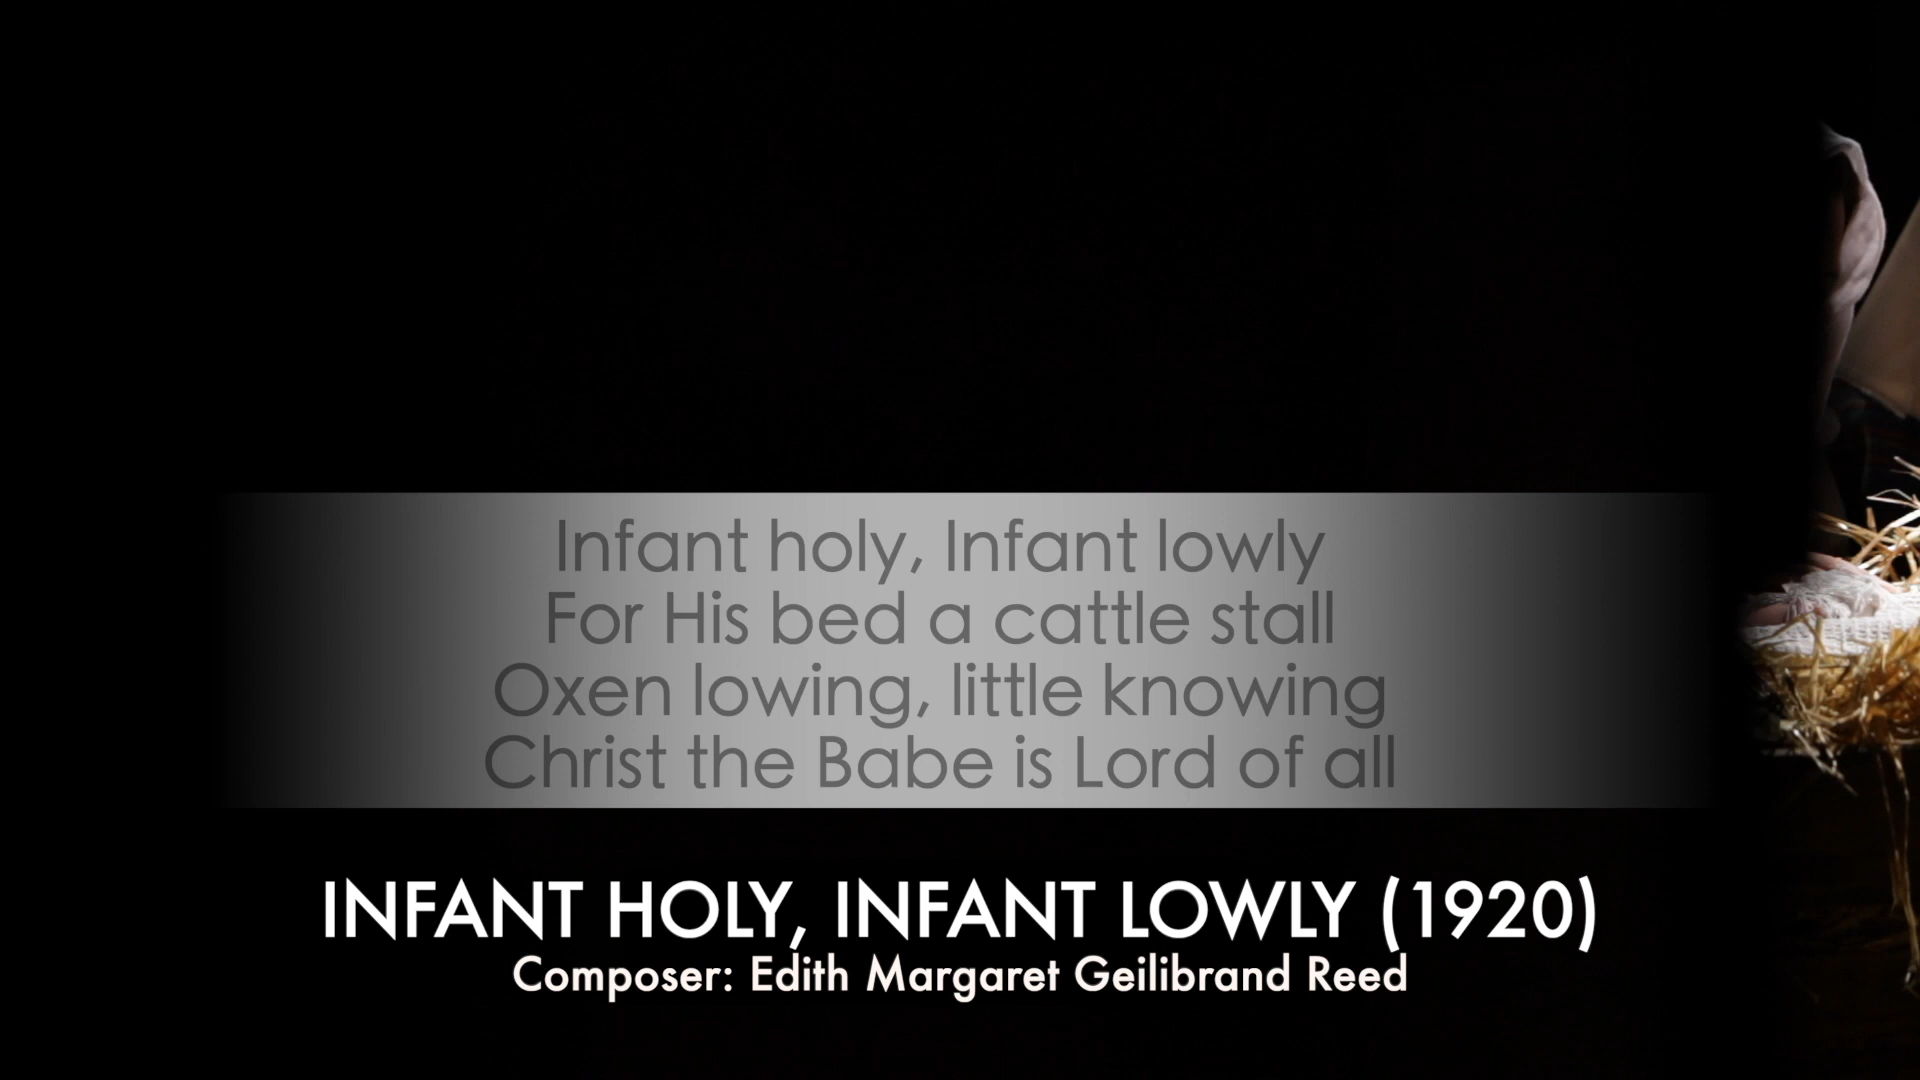 Infant holy, Infant lowly
For His bed a cattle stall
Oxen lowing, little knowing
Christ the Babe is Lord of all
INFANT HOLY, INFANT LOWLY (1920)
Composer: Edith Margaret Geilibrand Reed